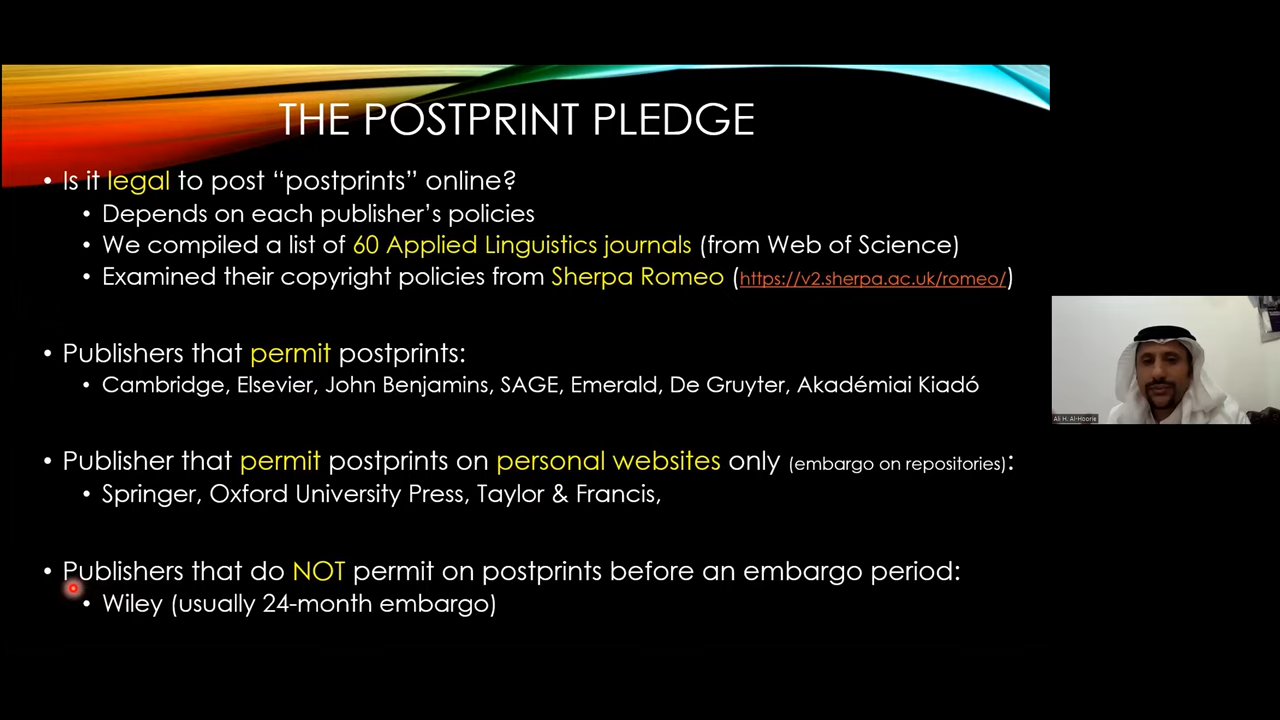 THE POSTPRINT PLEDGE
• Is it legal to post “postprints” online?
• Depends on each publisher’s policies
• We compiled a list of 60 Applied Linguistics journals (from Web of Science)
• Examined their copyright policies from Sherpa Romeo (https://v2.sherpa.ac.uk/romeo/)
• Publishers that permit postprints:
• Cambridge, Elsevier, John Benjamins, SAGE, Emerald, De Gruyter, Akadémiai Kiadó
• Publisher that permit postprints on personal websites only (embargo on repositories):
• Springer, Oxford University Press, Taylor & Francis,
• Publishers that do NOT permit on postprints before an embargo period:
• Wiley (usually 24-month embargo)
Ali H. Al-Hoorie